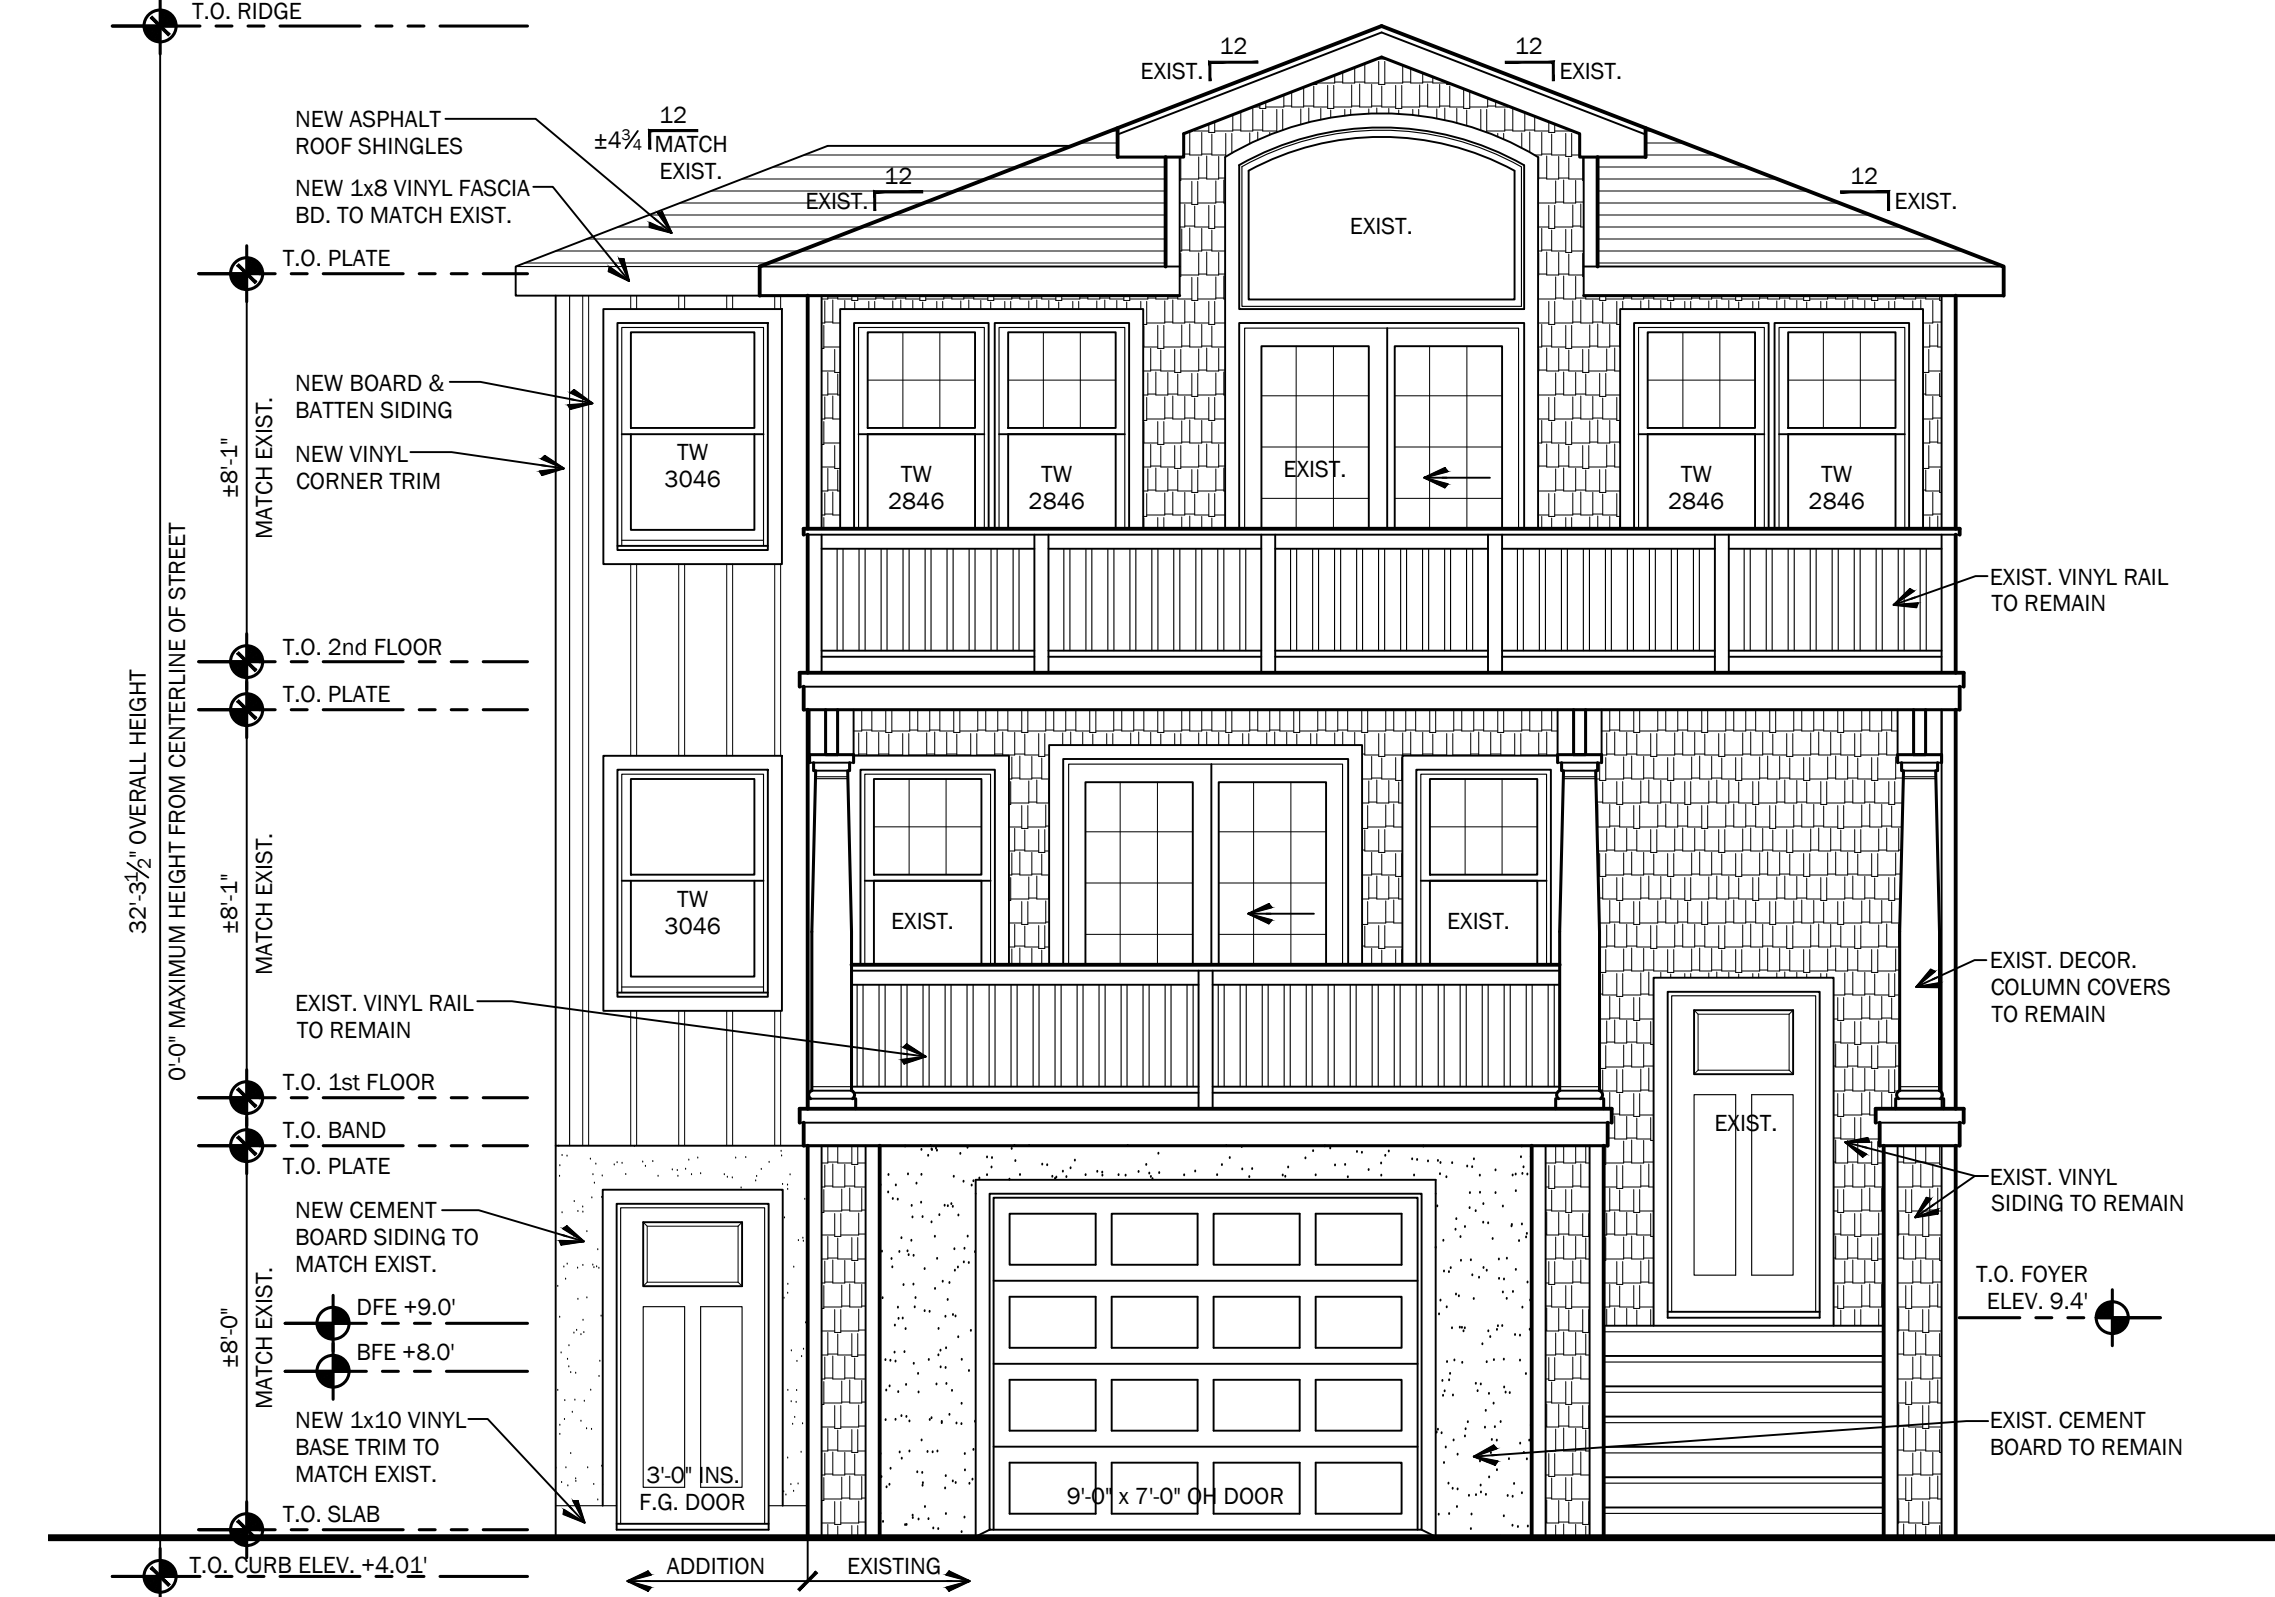 T.O. RIDGE
12
EXIST.
12
EXIST.
NEW ASPHALT
ROOF SHINGLES
12
±4¾
MATCH
EXIST.
NEW 1x8 VINYL FASCIA
BD. TO MATCH EXIST.
12
EXIST.
12
EXIST.
EXIST.
T.O. PLATE
NEW BOARD &
BATTEN SIDING
NEW VINYL
CORNER TRIM
±8'-1"
MATCH EXIST.
TW
3046
TW
2846
TW
2846
EXIST.
TW
2846
TW
2846
EXIST. VINYL RAIL
TO REMAIN
T.O. 2nd FLOOR
T.O. PLATE
32'-3½" OVERALL HEIGHT
0'-0" MAXIMUM HEIGHT FROM CENTERLINE OF STREET
±8'-1"
MATCH EXIST.
TW
3046
EXIST.
EXIST.
EXIST. DECOR.
COLUMN COVERS
TO REMAIN
EXIST. VINYL RAIL
TO REMAIN
T.O. 1st FLOOR
T.O. BAND
T.O. PLATE
EXIST.
EXIST. VINYL
SIDING TO REMAIN
NEW CEMENT
BOARD SIDING TO
MATCH EXIST.
±8'-0"
MATCH EXIST.
DFE +9.0'
BFE +8.0'
T.O. FOYER
ELEV. 9.4'
NEW 1x10 VINYL
BASE TRIM TO
MATCH EXIST.
3'-0" INS.
F.G. DOOR
9'-0" x 7'-0" OH DOOR
EXIST. CEMENT
BOARD TO REMAIN
T.O. SLAB
T.O. CURB ELEV. +4.01'
ADDITION
EXISTING